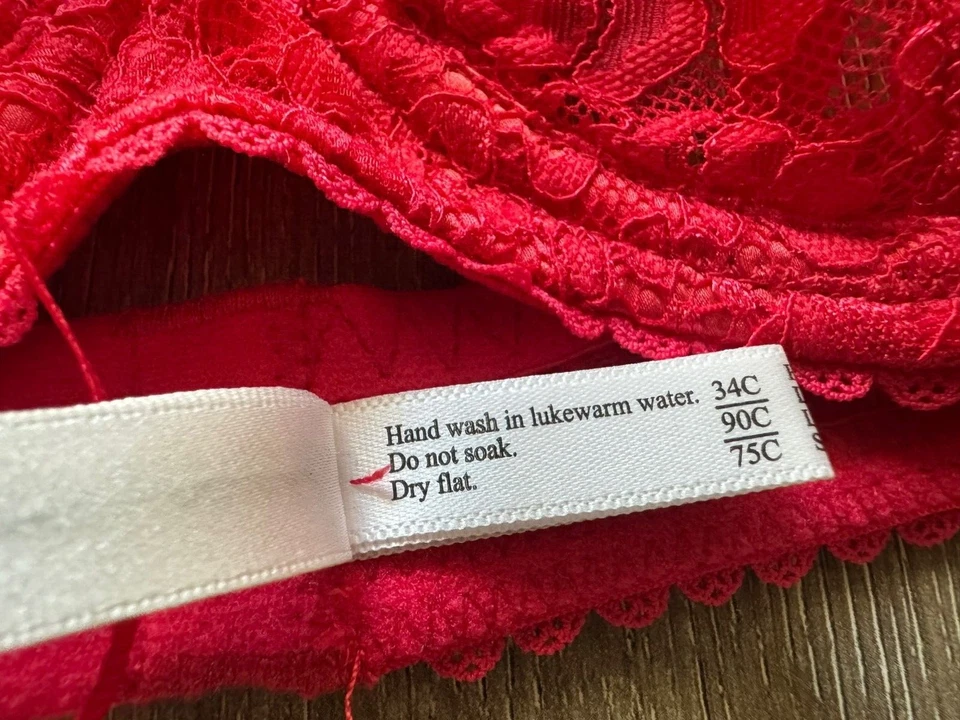 Hand wash in lukewarm water.
Do not soak.
Dry flat.
34C
90C
75C